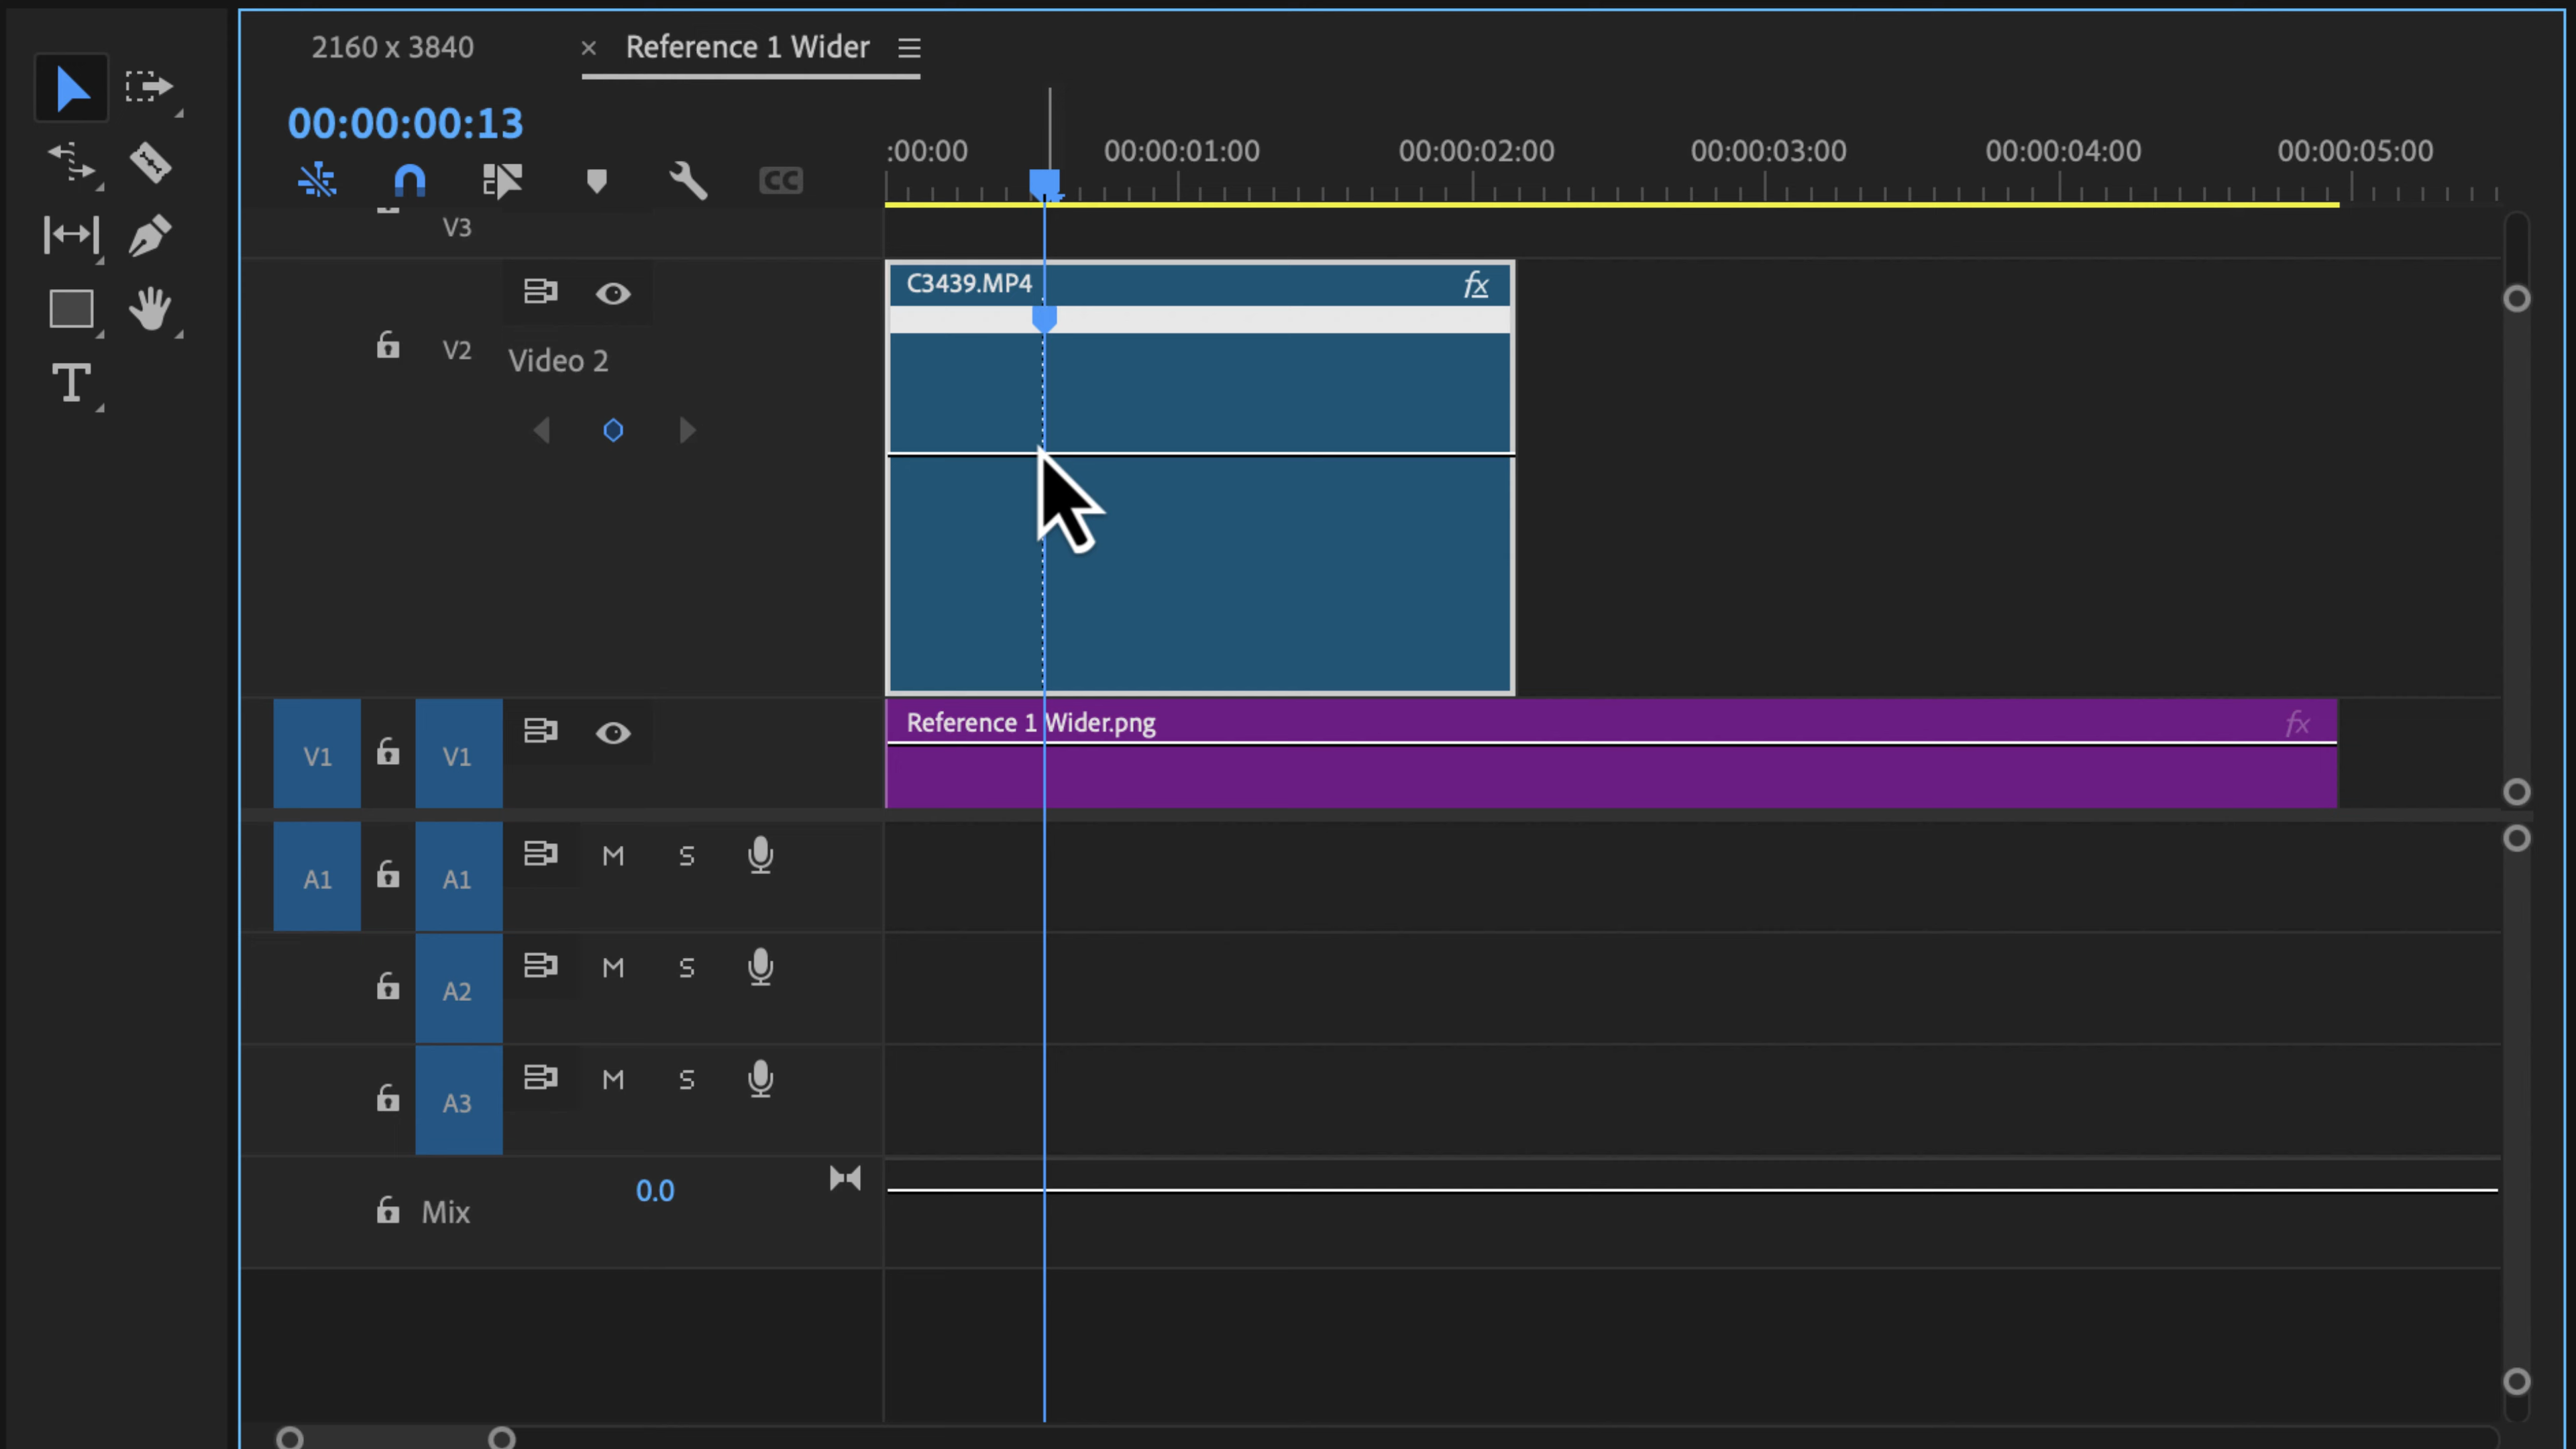 2160 x 3840
× Reference 1 Wider
00:00:00:13
:00:00 00:00:01:00 00:00:02:00 00:00:03:00 00:00:04:00 00:00:05:00
CC
V3
C3439.MP4 fx
V2 Video 2
T
V1 V1 Reference 1 Wider.png fx
A1 A1 M S
A2 M S
A3 M S
Mix 0.0